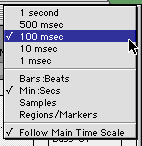 1 second
500 msec
100 msec
10 msec
1 msec
Bars:Beats
Min:Secs
Samples
Regions/Markers
Follow Main Time Scale